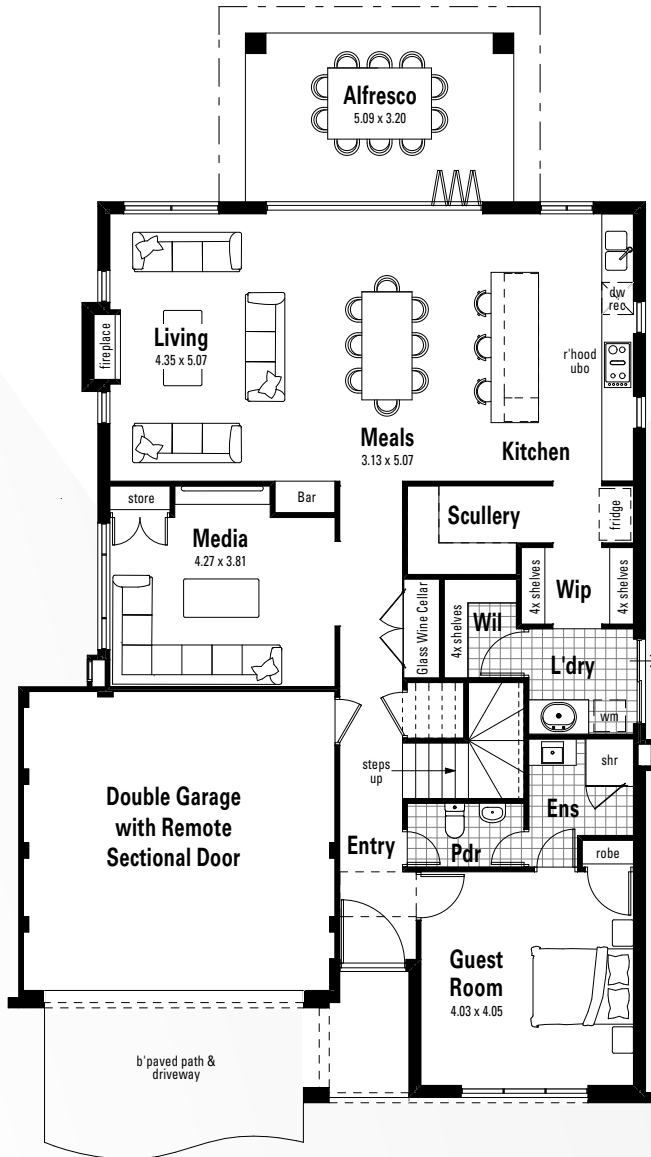 Alfresco
5.09 x 3.20
Living
4.35 x 5.07
fireplace
Meals
3.13 x 5.07
Kitchen
dw
rec
r'hood
ubo
fridge
Scullery
store
Bar
Media
4.27 x 3.81
Glass Wine Cellar
4x shelves
Wil
4x shelves
Wip
4x shelves
L'dry
wm
steps
up
shr
Ens
robe
Pdr
Entry
Double Garage
with Remote
Sectional Door
Guest
Room
4.03 x 4.05
b'paved path &
driveway